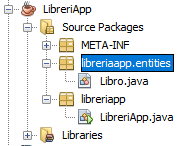 LibreriApp
Source Packages
META-INF
libreriaapp.entities
Libro.java
libreriapp
LibreriApp.java
Libraries